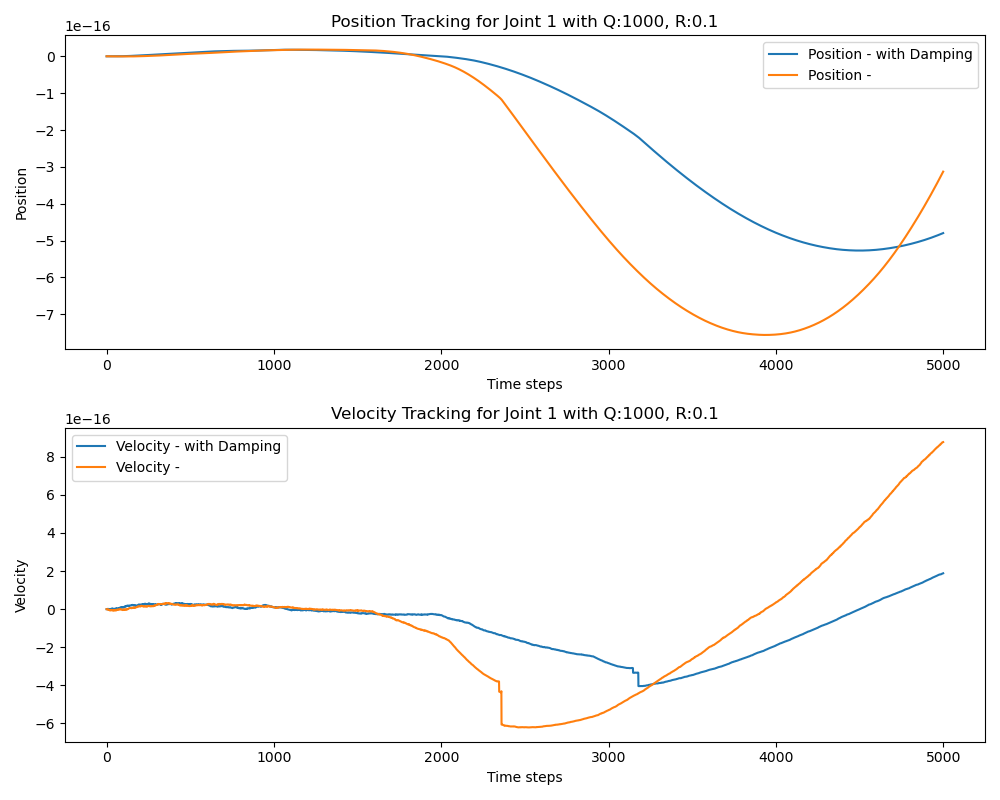 Position Tracking for Joint 1 with Q:1000, R:0.1
1e−16
0
−1
−2
−3
−4
−5
−6
−7
Position
Position - with Damping
Position -
0 1000 2000 3000 4000 5000
Time steps
Velocity Tracking for Joint 1 with Q:1000, R:0.1
1e−16
8
6
4
2
0
−2
−4
−6
Velocity
Velocity - with Damping
Velocity -
0 1000 2000 3000 4000 5000
Time steps